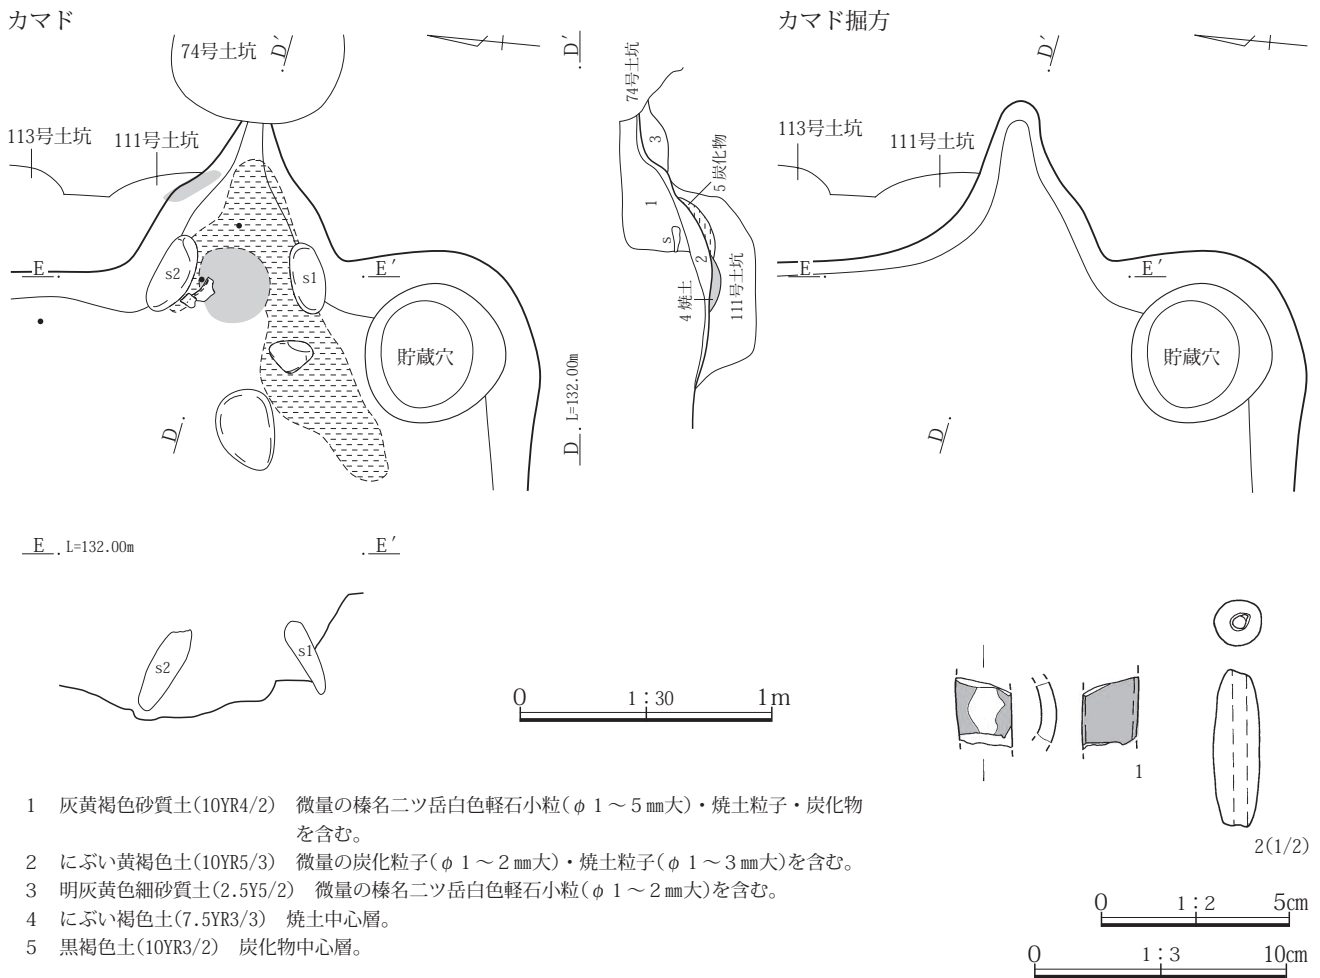 カマド
カマド掘方
74号土坑
D′
D′
74号土坑
D′
113号土坑
111号土坑
113号土坑
111号土坑
3
5 炭化物
1
s
2
4 焼土
111号土坑
E
s2
s1
E′
E
E′
貯蔵穴
貯蔵穴
D
D L=132.00m
D
E L=132.00m
E′
s2
s1
0 1:30 1m
1
2(1/2)
1 灰黄褐色砂質土(10YR4/2) 微量の榛名二ツ岳白色軽石小粒(φ1～5㎜大)・焼土粒子・炭化物
を含む。
2 にぶい黄褐色土(10YR5/3) 微量の炭化粒子(φ1～2㎜大)・焼土粒子(φ1～3㎜大)を含む。
3 明灰黄色細砂質土(2.5Y5/2) 微量の榛名二ツ岳白色軽石小粒(φ1～2㎜大)を含む。
4 にぶい褐色土(7.5YR3/3) 焼土中心層。
5 黒褐色土(10YR3/2) 炭化物中心層。
0 1:2 5㎝
0 1:3 10㎝